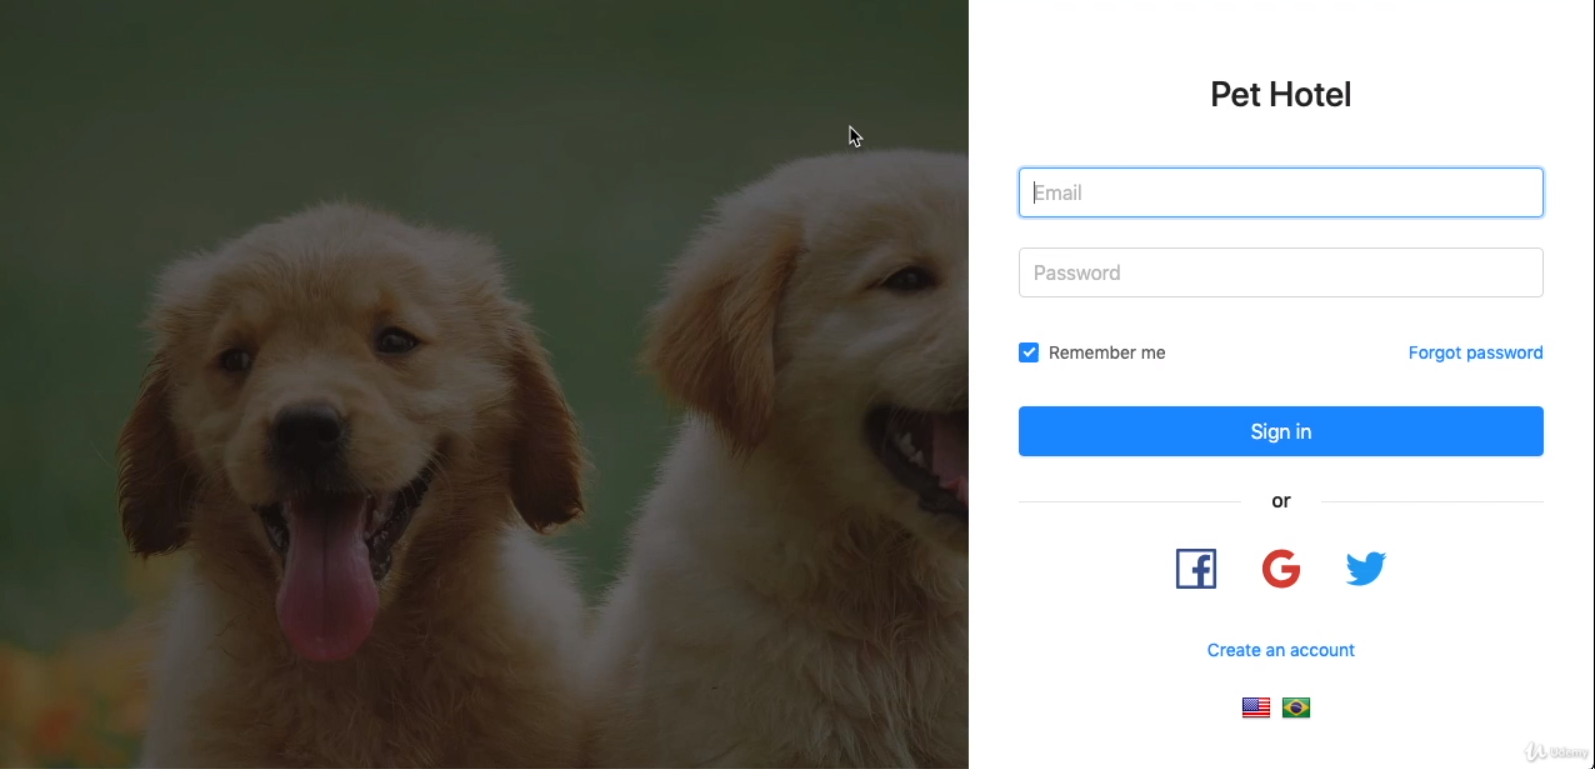 Pet Hotel
Email
Password
Remember me
Forgot password
Sign in
or
Create an account
Udemy